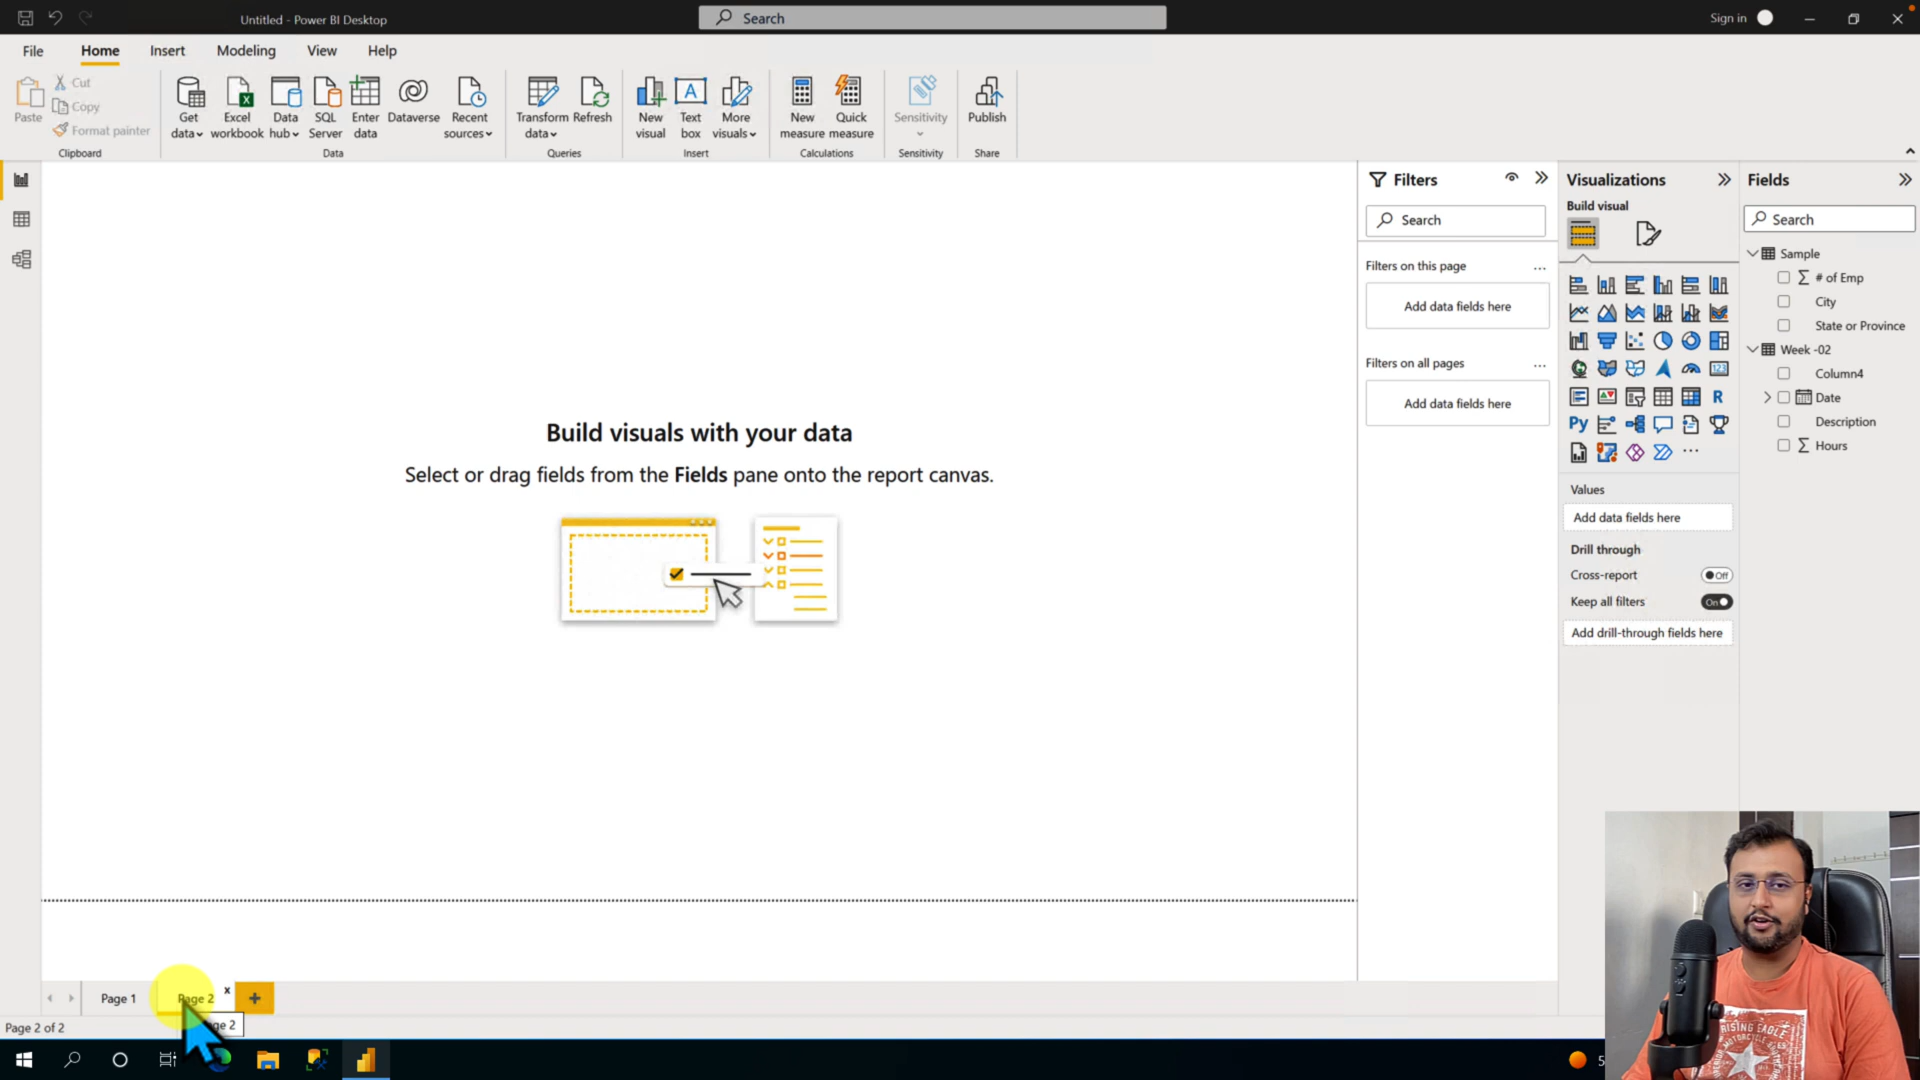 Untitled - Power BI Desktop
Search
Sign in
File
Home
Insert
Modeling
View
Help
Paste
Cut
Copy
Format painter
Clipboard
Get data
Excel workbook
Data hub
SQL Server
Enter data
Dataverse
Recent sources
Data
Transform data
Refresh
Queries
New visual
Text box
More visuals
Insert
New measure
Quick measure
Calculations
Sensitivity
Sensitivity
Publish
Share
Build visuals with your data
Select or drag fields from the Fields pane onto the report canvas.
Filters
Search
Filters on this page
...
Add data fields here
Filters on all pages
...
Add data fields here
Visualizations
Build visual
123
R
Py
...
Values
Add data fields here
Drill through
Cross-report
Off
Keep all filters
On
Add drill-through fields here
Fields
Search
Sample
Σ # of Emp
City
State or Province
Week -02
Column4
Date
Description
Σ Hours
Page 1
Page 2
x
+
Page 2 of 2
RISING EAGLE